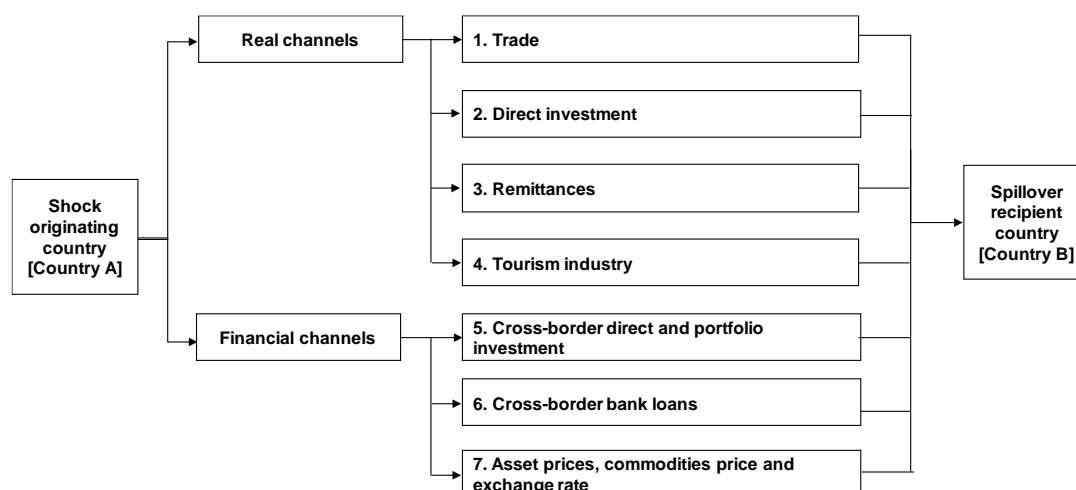 Real channels
1. Trade
2. Direct investment
3. Remittances
Shock
originating
country
[Country A]
Spillover
recipient
country
[Country B]
4. Tourism industry
Financial channels
5. Cross-border direct and portfolio
investment
6. Cross-border bank loans
7. Asset prices, commodities price and
exchange rate